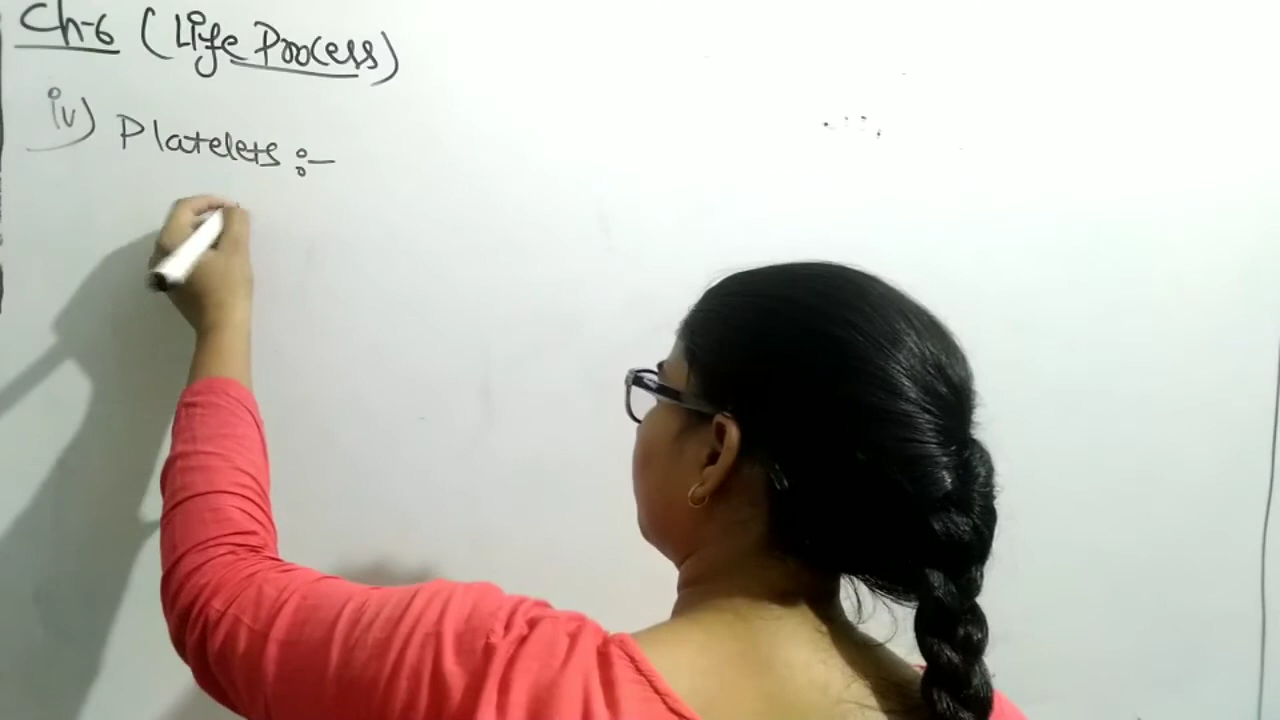 Ch-6 (Life Process)
iv) Platelets :-